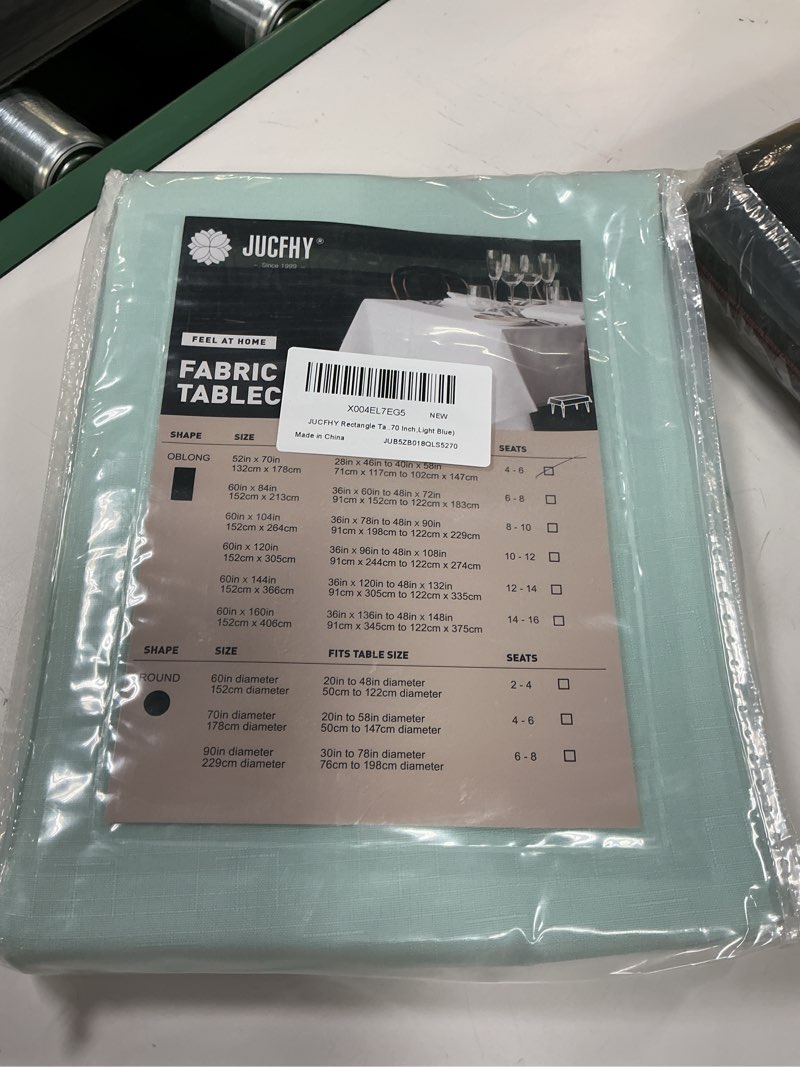 JUCFHY®
Since 1999
FEEL AT HOME
FABRIC
TABLEC
X004EL7EG5 NEW
JUCFHY Rectangle Ta...70 Inch,Light Blue)
Made in China JUB5ZB018QLS5270
SHAPE SIZE SEATS
OBLONG 52in x 70in 28in x 46in to 40in x 58in 4 - 6
132cm x 178cm 71cm x 117cm to 102cm x 147cm
60in x 84in 36in x 60in to 48in x 72in 6 - 8
152cm x 213cm 91cm x 152cm to 122cm x 183cm
60in x 104in 36in x 78in to 48in x 90in 8 - 10
152cm x 264cm 91cm x 198cm to 122cm x 229cm
60in x 120in 36in x 96in to 48in x 108in 10 - 12
152cm x 305cm 91cm x 244cm to 122cm x 274cm
60in x 144in 36in x 120in to 48in x 132in 12 - 14
152cm x 366cm 91cm x 305cm to 122cm x 335cm
60in x 160in 36in x 136in to 48in x 148in 14 - 16
152cm x 406cm 91cm x 345cm to 122cm x 375cm
SHAPE SIZE FITS TABLE SIZE SEATS
ROUND 60in diameter 20in to 48in diameter 2 - 4
152cm diameter 50cm to 122cm diameter
70in diameter 20in to 58in diameter 4 - 6
178cm diameter 50cm to 147cm diameter
90in diameter 30in to 78in diameter 6 - 8
229cm diameter 76cm to 198cm diameter